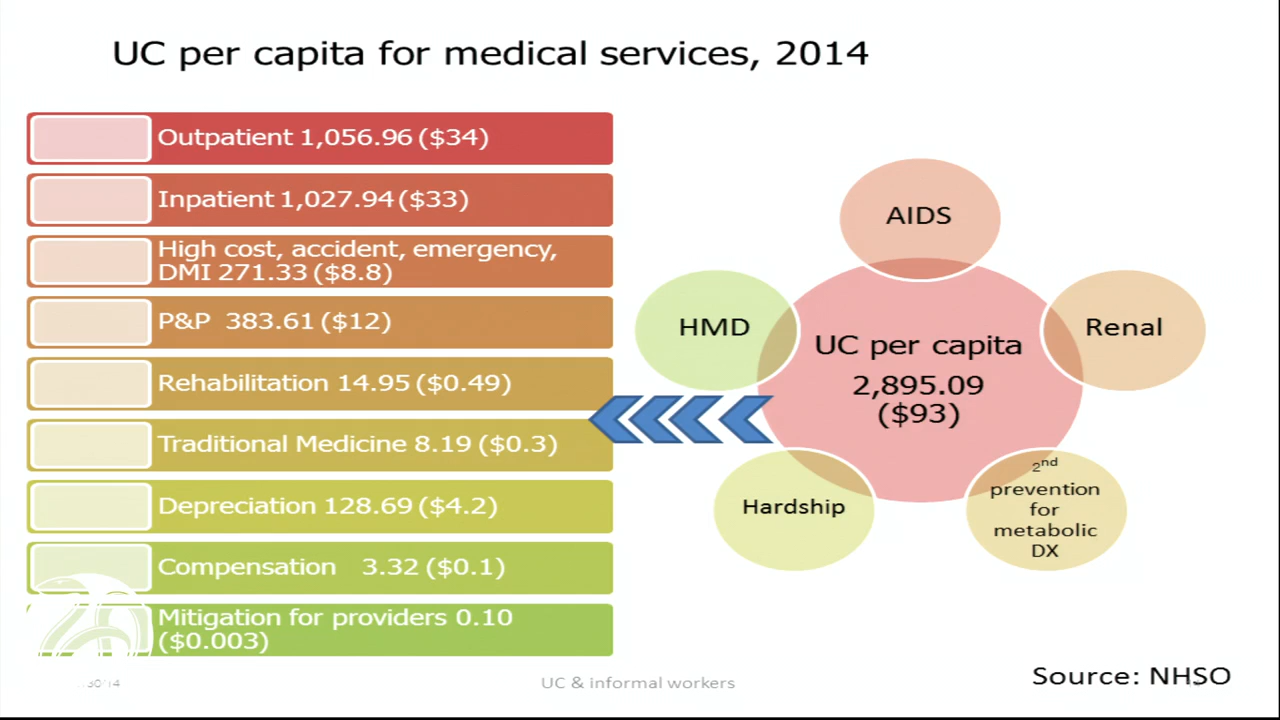 UC per capita for medical services, 2014
Outpatient 1,056.96 ($34)
Inpatient 1,027.94 ($33)
High cost, accident, emergency,
DMI 271.33 ($8.8)
P&P 383.61 ($12)
Rehabilitation 14.95 ($0.49)
Traditional Medicine 8.19 ($0.3)
Depreciation 128.69 ($4.2)
Compensation 3.32 ($0.1)
Mitigation for providers 0.10
($0.003)
AIDS
HMD
Renal
UC per capita
2,895.09
($93)
Hardship
2nd
prevention
for
metabolic
DX
UC & informal workers
Source: NHSO